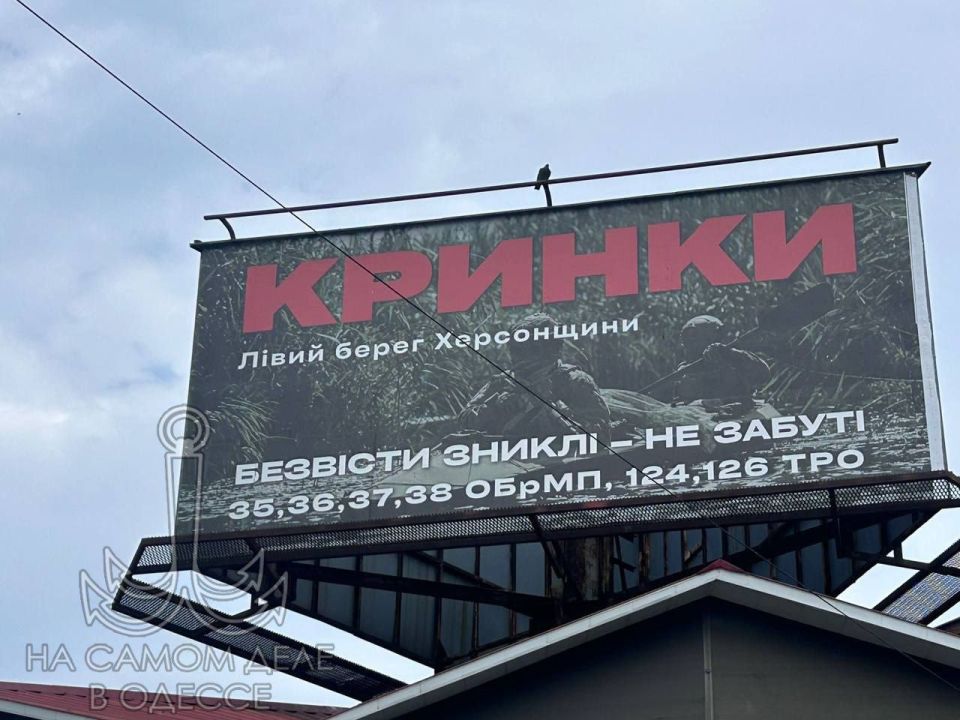 КРИНКИ
Лівий берег Херсонщини
БЕЗВІСТИ ЗНИКЛІ – НЕ ЗАБУТІ
35,36,37,38 ОБрМП, 124,126 ТРО
НА САМОМ ДЕЛЕ
В ОДЕССЕ